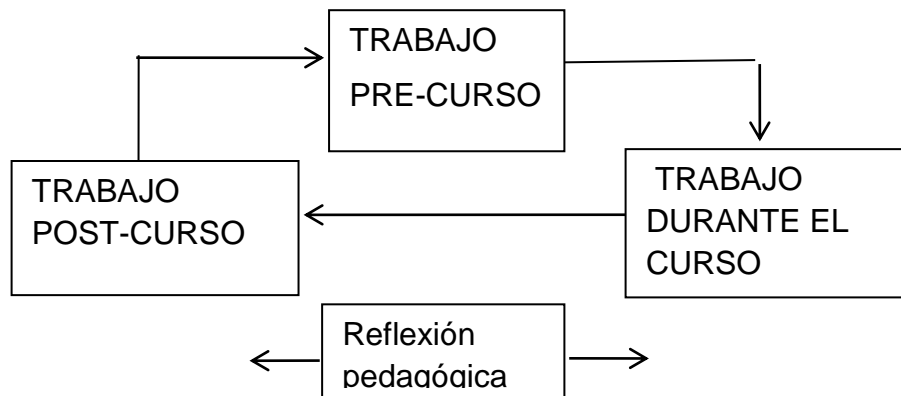 TRABAJO
PRE-CURSO
TRABAJO
POST-CURSO
TRABAJO
DURANTE EL
CURSO
Reflexión
pedagógica